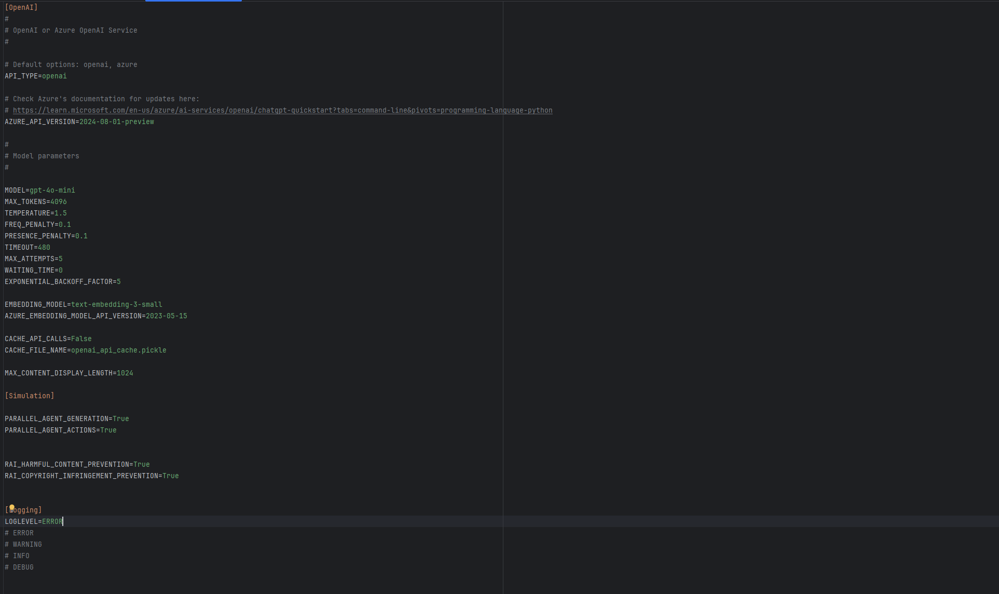 [OpenAI]
#
# OpenAI or Azure OpenAI Service
#
# Default options: openai, azure
API_TYPE=openai
# Check Azure's documentation for updates here:
# https://learn.microsoft.com/en-us/azure/ai-services/openai/chatgpt-quickstart?tabs=command-line&pivots=programming-language-python
AZURE_API_VERSION=2024-08-01-preview
#
# Model parameters
#
MODEL=gpt-4o-mini
MAX_TOKENS=4096
TEMPERATURE=1.5
FREQ_PENALTY=0.1
PRESENCE_PENALTY=0.1
TIMEOUT=480
MAX_ATTEMPTS=5
WAITING_TIME=0
EXPONENTIAL_BACKOFF_FACTOR=5
EMBEDDING_MODEL=text-embedding-3-small
AZURE_EMBEDDING_MODEL_API_VERSION=2023-05-15
CACHE_API_CALLS=False
CACHE_FILE_NAME=openai_api_cache.pickle
MAX_CONTENT_DISPLAY_LENGTH=1024
[Simulation]
PARALLEL_AGENT_GENERATION=True
PARALLEL_AGENT_ACTIONS=True
RAI_HARMFUL_CONTENT_PREVENTION=True
RAI_COPYRIGHT_INFRINGEMENT_PREVENTION=True
[Logging]
LOGLEVEL=ERROR
# ERROR
# WARNING
# INFO
# DEBUG